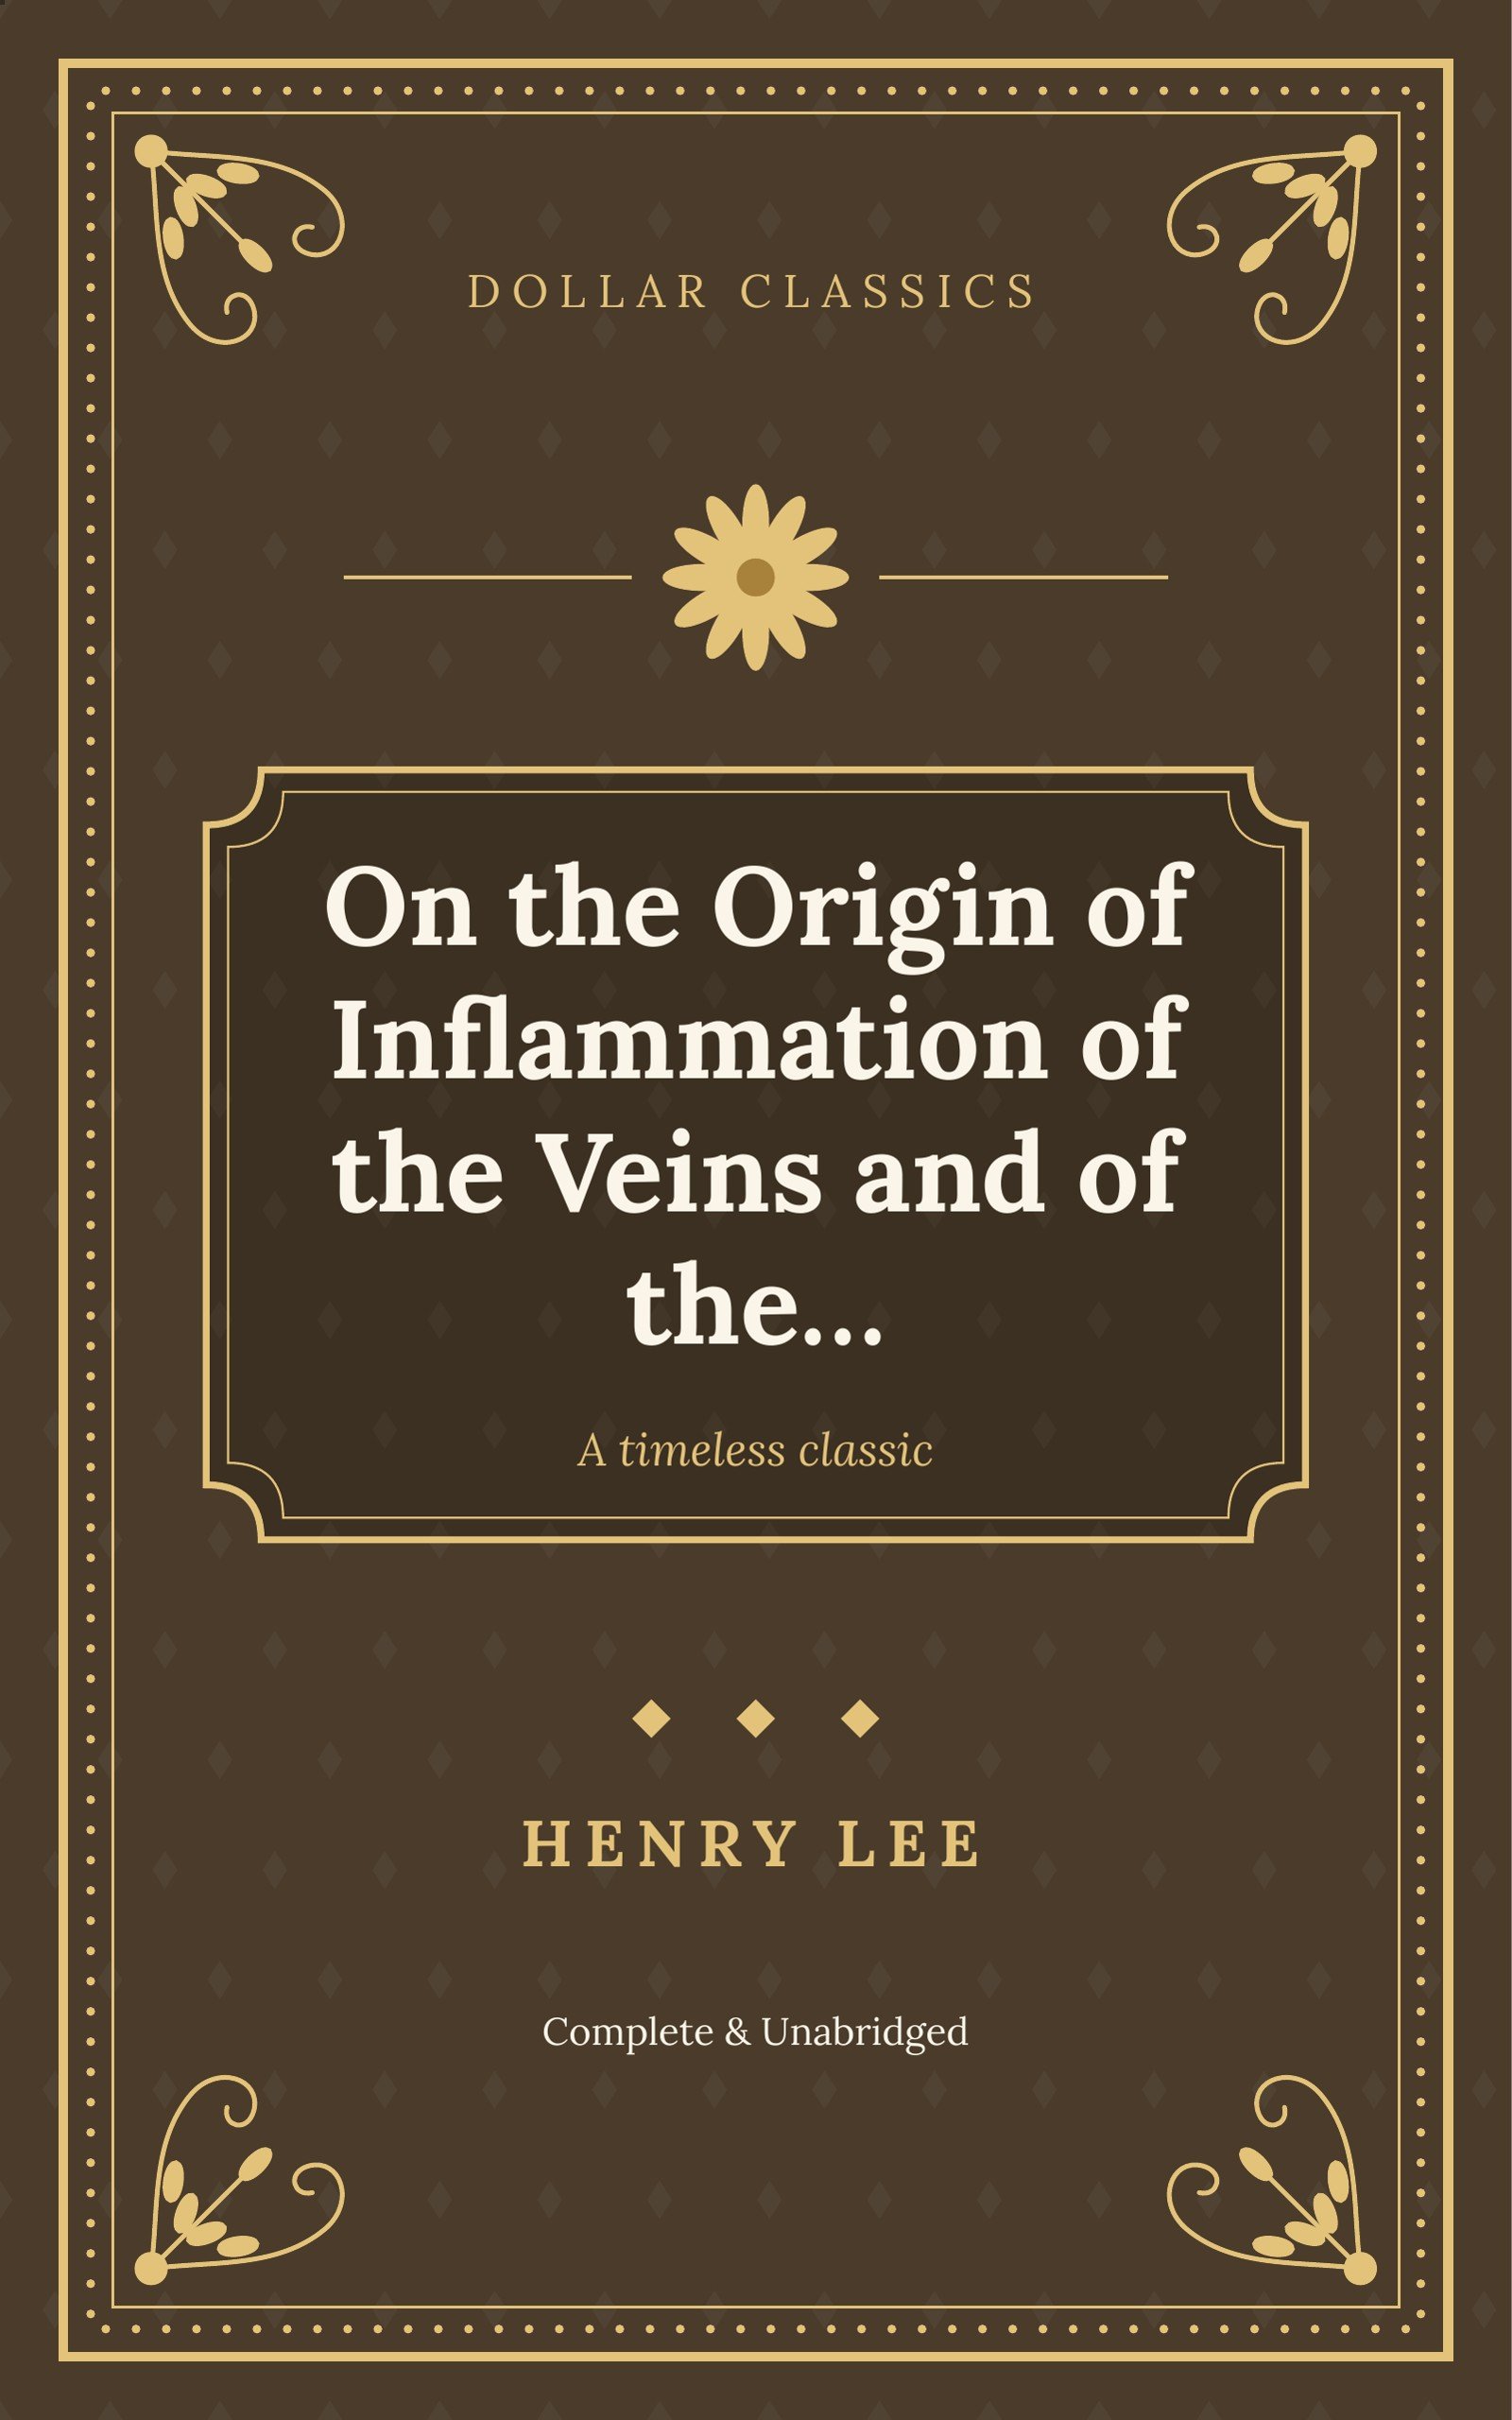 DOLLAR CLASSICS
On the Origin of
Inflammation of
the Veins and of
the...
A timeless classic
HENRY LEE
Complete & Unabridged